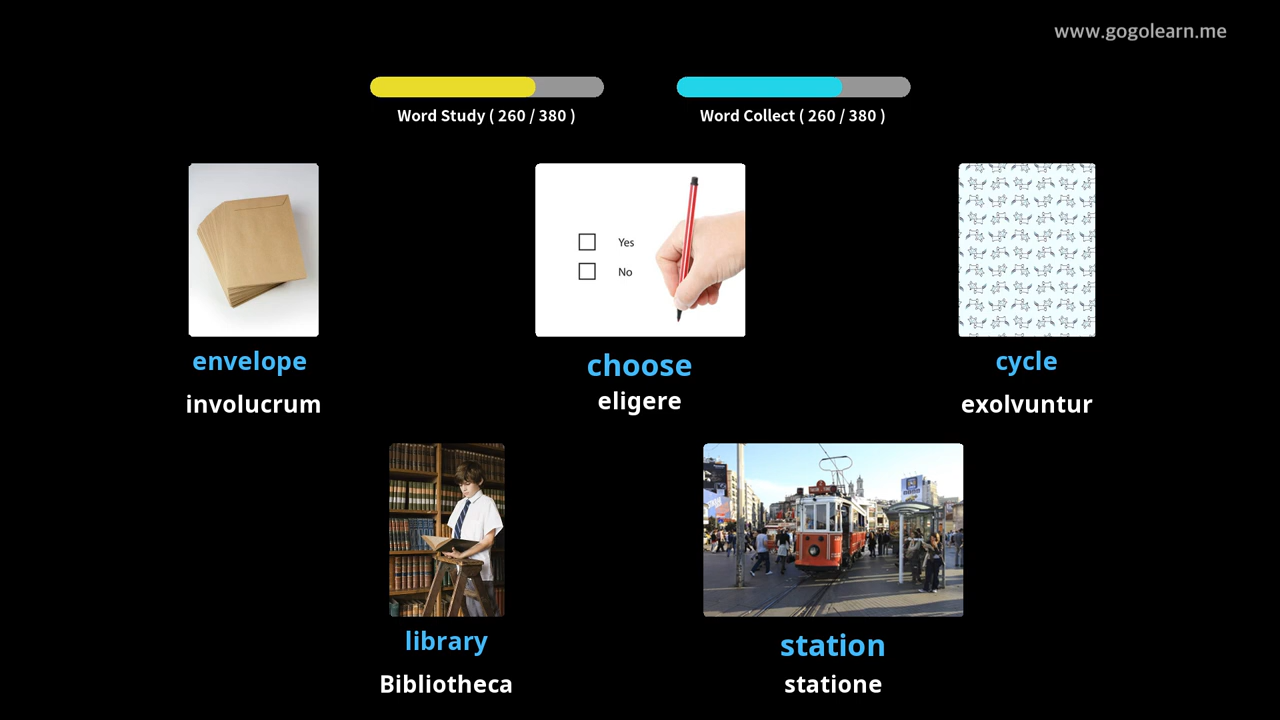 www.gogolearn.me
Word Study ( 260 / 380 )
Word Collect ( 260 / 380 )
Yes
No
envelope
choose
cycle
involucrum
eligere
exolvuntur
library
station
Bibliotheca
statione